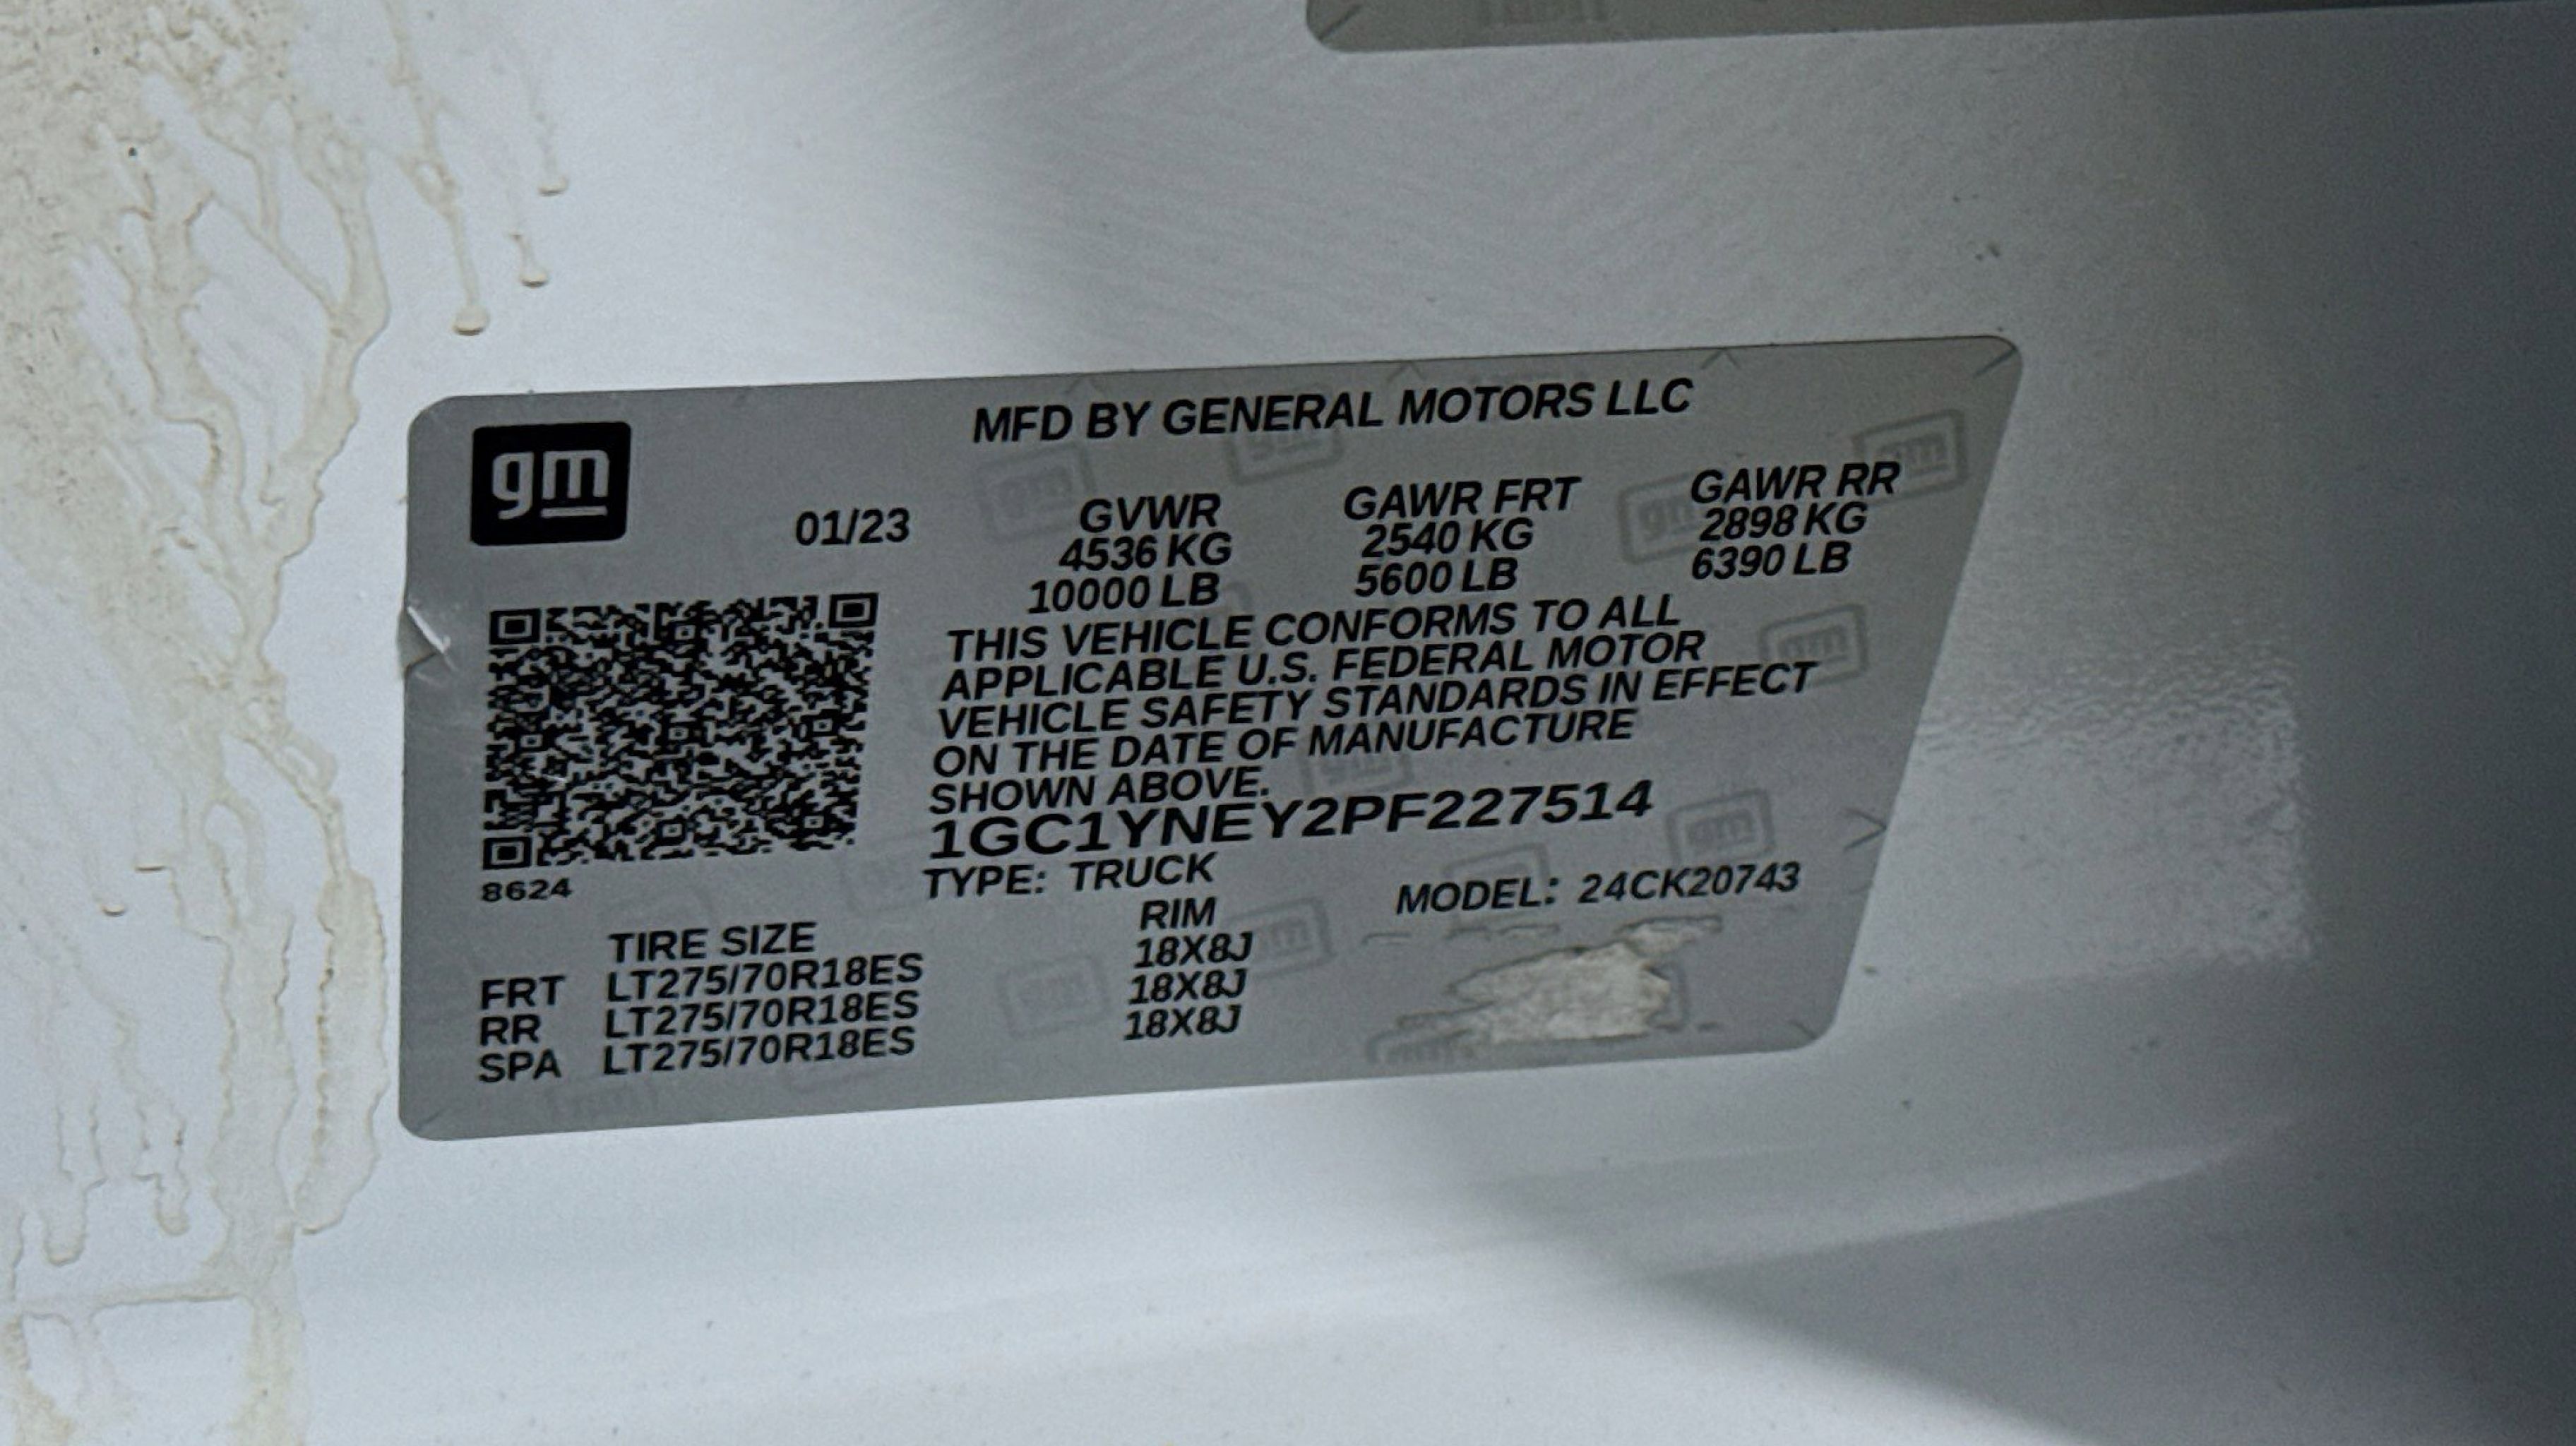 gm
MFD BY GENERAL MOTORS LLC
01/23 GVWR GAWR FRT GAWR RR
4536 KG 2540 KG 2898 KG
10000 LB 5600 LB 6390 LB
THIS VEHICLE CONFORMS TO ALL
APPLICABLE U.S. FEDERAL MOTOR
VEHICLE SAFETY STANDARDS IN EFFECT
ON THE DATE OF MANUFACTURE
SHOWN ABOVE.
1GC1YNEY2PF227514
8624
TYPE: TRUCK MODEL: 24CK20743
TIRE SIZE RIM
FRT LT275/70R18ES 18X8J
RR LT275/70R18ES 18X8J
SPA LT275/70R18ES 18X8J